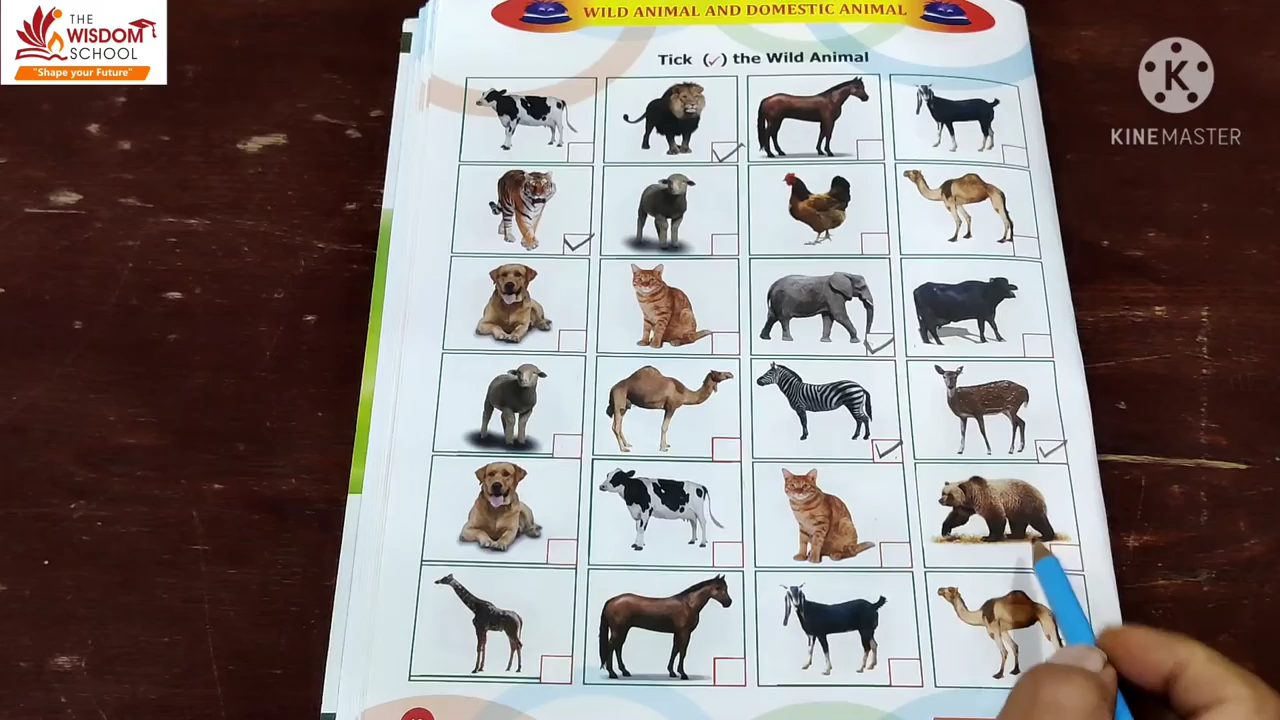 THE
WISDOM
SCHOOL
"Shape your Future"
WILD ANIMAL AND DOMESTIC ANIMAL
Tick (✓) the Wild Animal
K
KINEMASTER